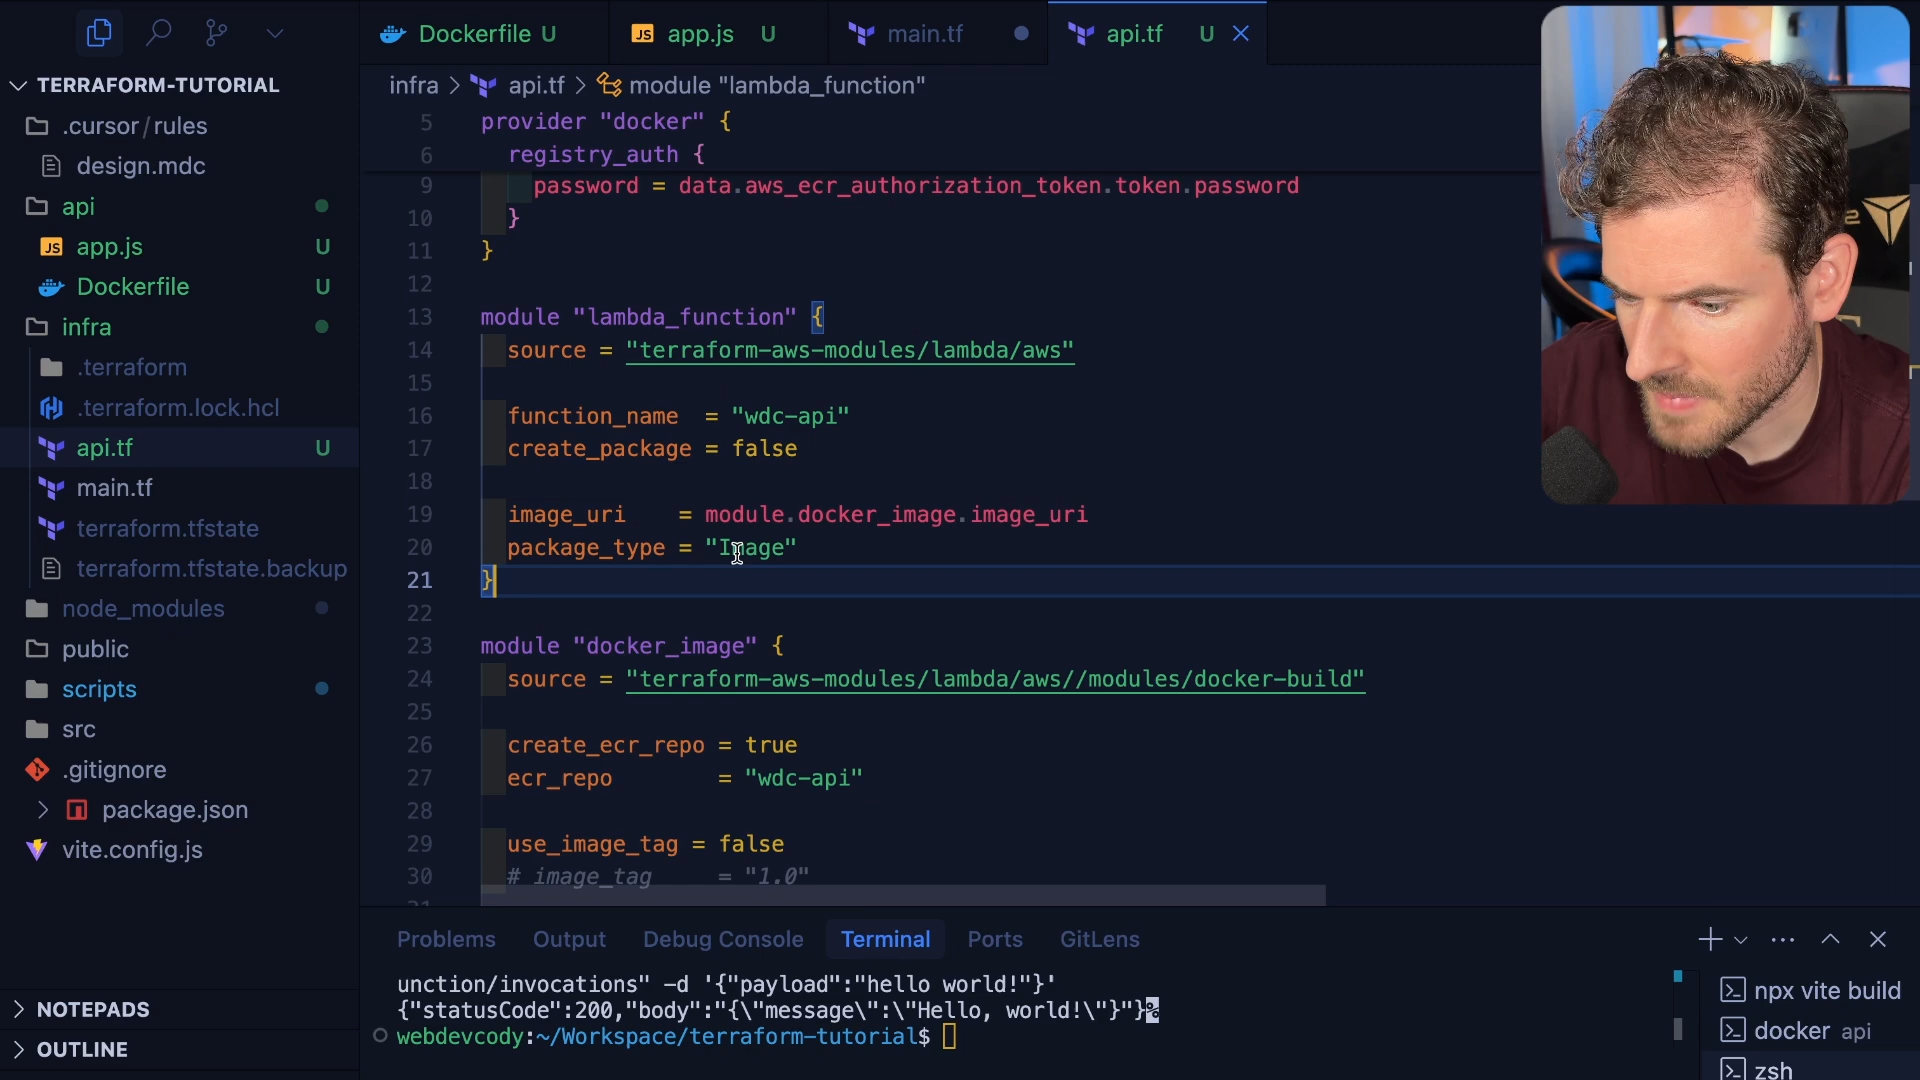 Dockerfile U
JS app.js U
main.tf
api.tf U
TERRAFORM-TUTORIAL
.cursor/rules
design.mdc
api
JS app.js U
Dockerfile U
infra
.terraform
.terraform.lock.hcl
api.tf U
main.tf
terraform.tfstate
terraform.tfstate.backup
node_modules
public
scripts
src
.gitignore
package.json
vite.config.js
NOTEPADS
OUTLINE
infra > api.tf > module "lambda_function"
5 provider "docker" {
6 registry_auth {
9 password = data.aws_ecr_authorization_token.token.password
10 }
11 }
12
13 module "lambda_function" {
14 source = "terraform-aws-modules/lambda/aws"
15
16 function_name = "wdc-api"
17 create_package = false
18
19 image_uri = module.docker_image.image_uri
20 package_type = "Image"
21 }
22
23 module "docker_image" {
24 source = "terraform-aws-modules/lambda/aws//modules/docker-build"
25
26 create_ecr_repo = true
27 ecr_repo = "wdc-api"
28
29 use_image_tag = false
30 # image_tag = "1.0"
Problems Output Debug Console Terminal Ports GitLens
unction/invocations" -d '{"payload":"hello world!"}'
{"statusCode":200,"body":"{\"message\":\"Hello, world!\"}"}%
webdevcody:~/Workspace/terraform-tutorial$
npx vite build
docker api
zsh